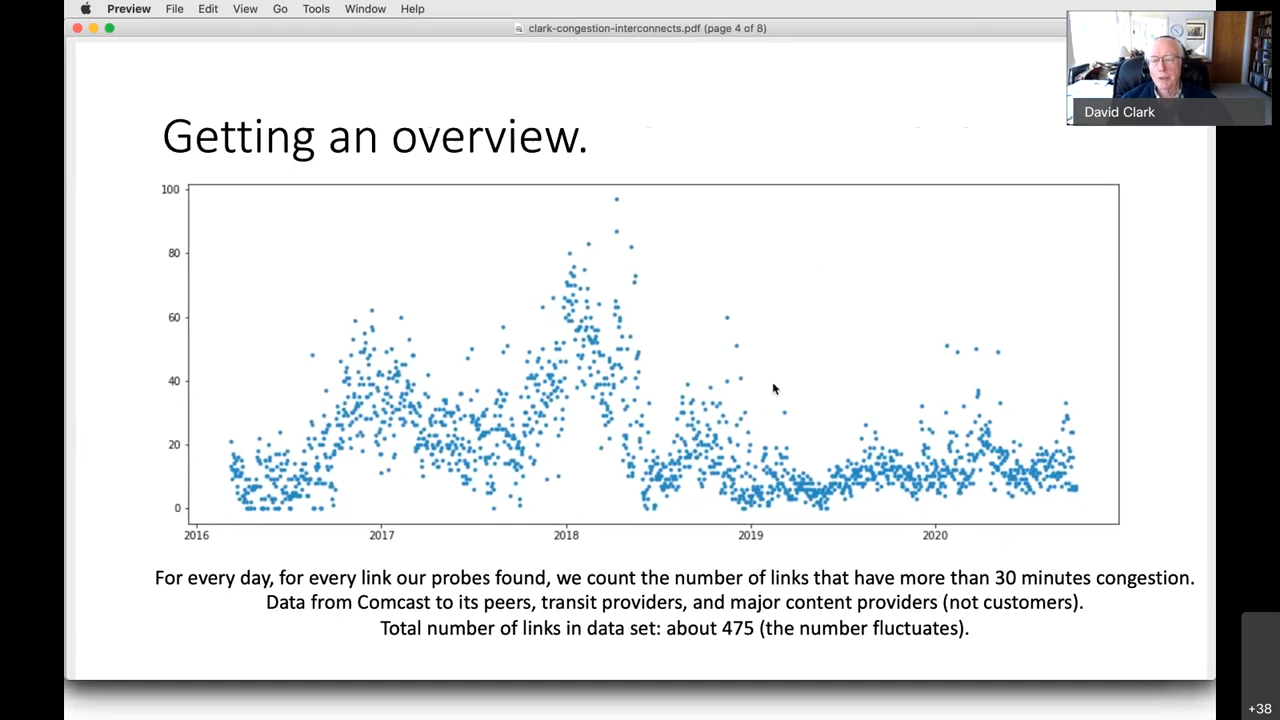 Preview File Edit View Go Tools Window Help
clark-congestion-interconnects.pdf (page 4 of 8)
David Clark
Getting an overview.
100
80
60
40
20
0
2016 2017 2018 2019 2020
For every day, for every link our probes found, we count the number of links that have more than 30 minutes congestion.
Data from Comcast to its peers, transit providers, and major content providers (not customers).
Total number of links in data set: about 475 (the number fluctuates).
+38